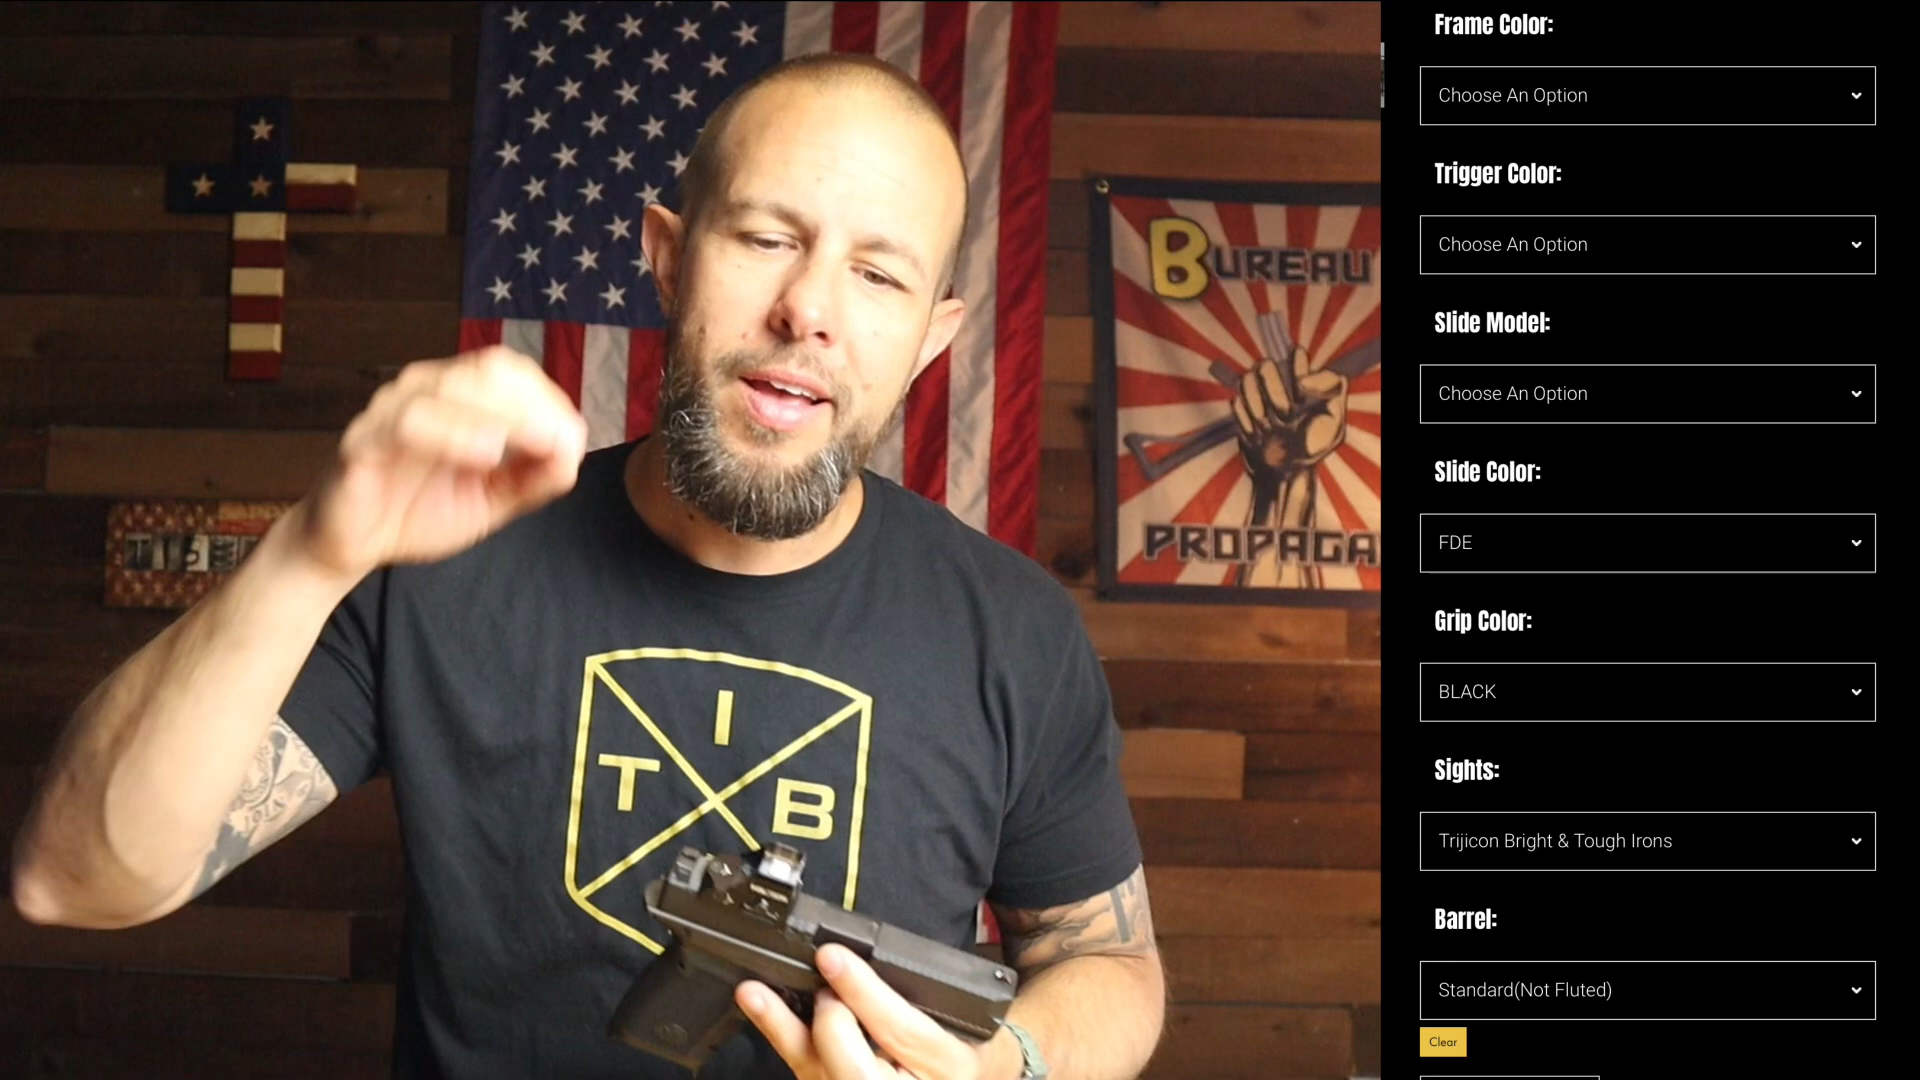 Frame Color:
Choose An Option
Trigger Color:
Choose An Option
Slide Model:
Choose An Option
Slide Color:
FDE
Grip Color:
BLACK
Sights:
Trijicon Bright & Tough Irons
Barrel:
Standard(Not Fluted)
Clear
BUREAU
PROPAGA
I
T B